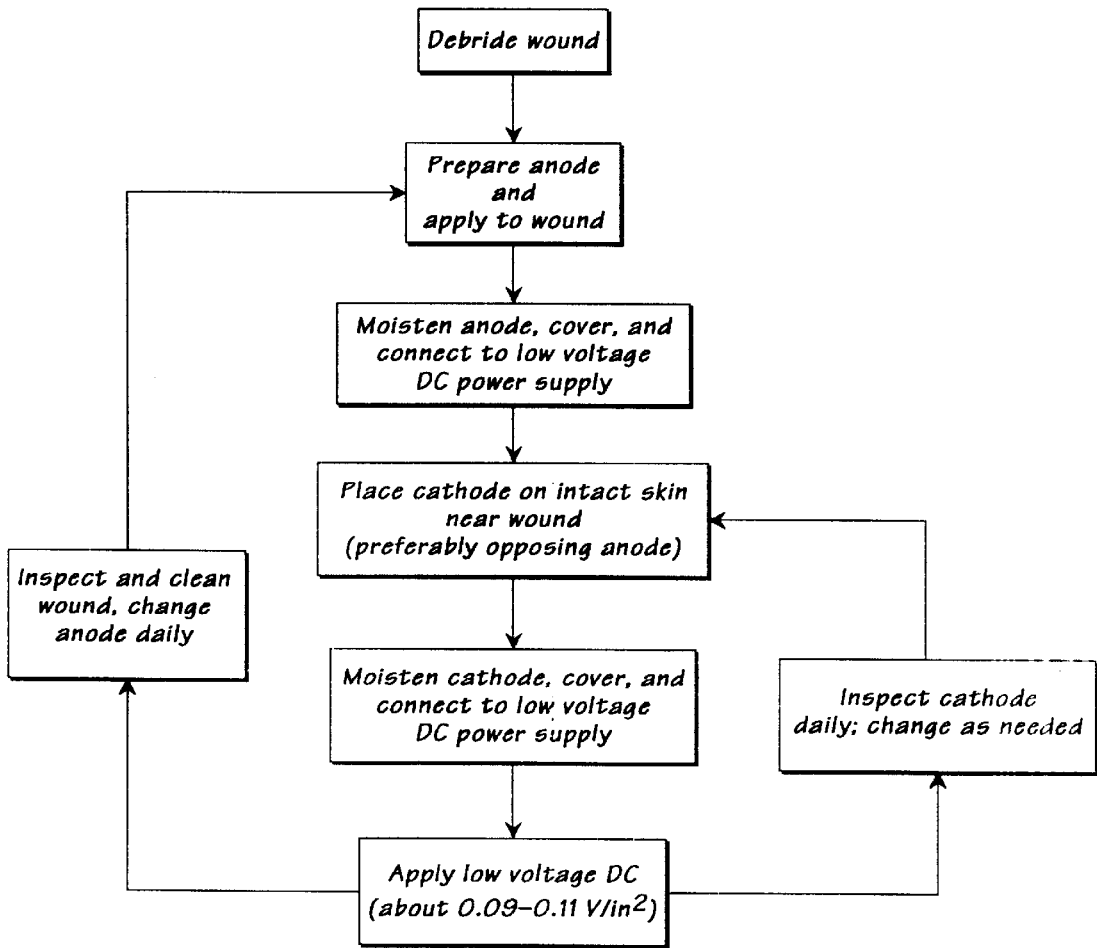 Debride wound
Prepare anode
and
apply to wound
Moisten anode, cover, and
connect to low voltage
DC power supply
Place cathode on intact skin
near wound
(preferably opposing anode)
Inspect and clean
wound, change
anode daily
Moisten cathode, cover, and
connect to low voltage
DC power supply
Inspect cathode
daily; change as needed
Apply low voltage DC
(about 0.09–0.11 V/in²)